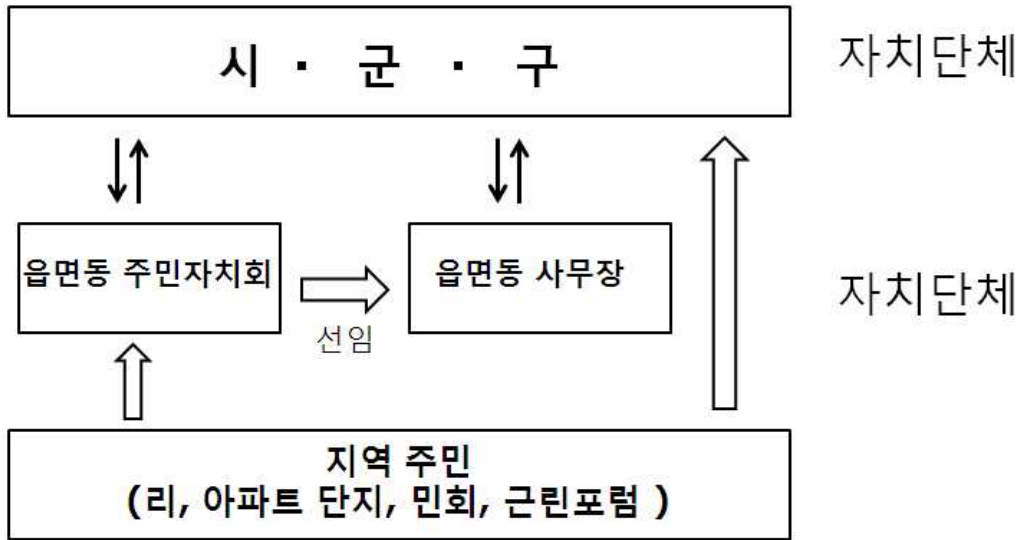 시 · 군 · 구
자치단체
읍면동 주민자치회
읍면동 사무장
자치단체
선임
지역 주민
(리, 아파트 단지, 민회, 근린포럼 )